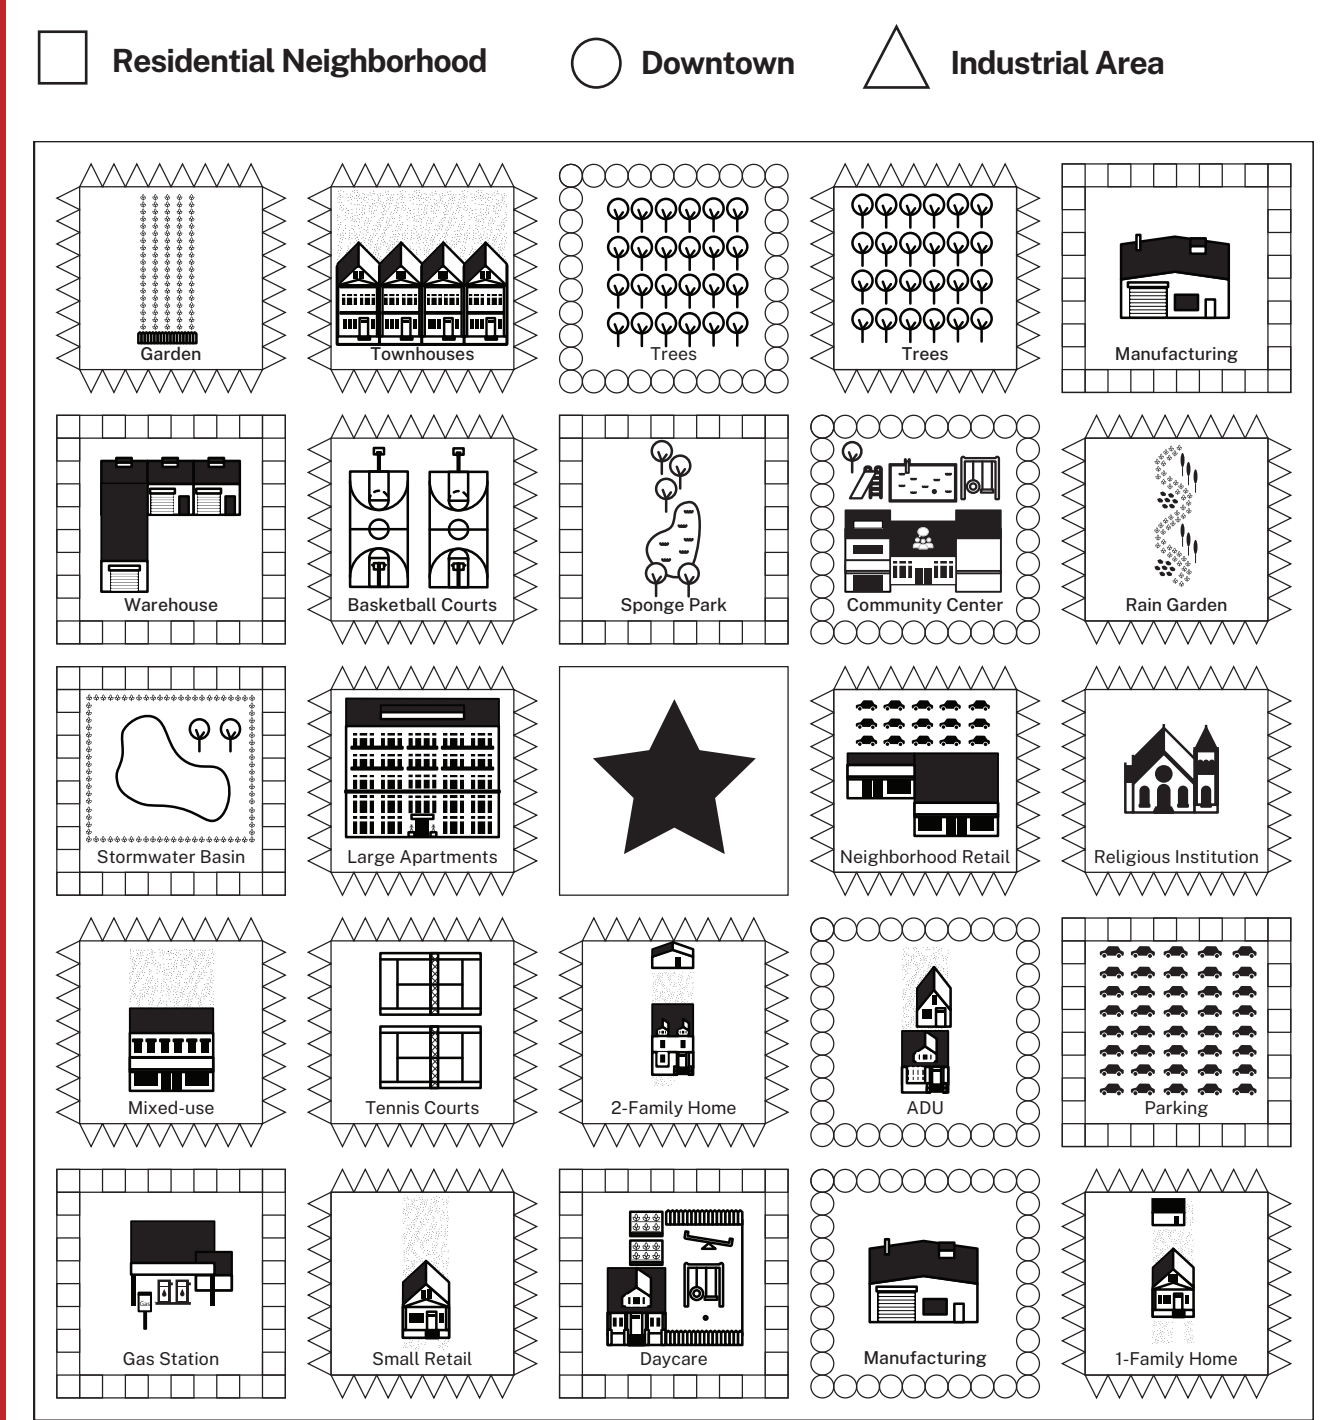 Residential Neighborhood
Downtown
Industrial Area
Garden
Townhouses
Trees
Trees
Manufacturing
Warehouse
Basketball Courts
Sponge Park
Community Center
Rain Garden
Stormwater Basin
Large Apartments
Neighborhood Retail
Religious Institution
Mixed-use
Tennis Courts
2-Family Home
ADU
Parking
Gas
Gas Station
Small Retail
Daycare
Manufacturing
1-Family Home